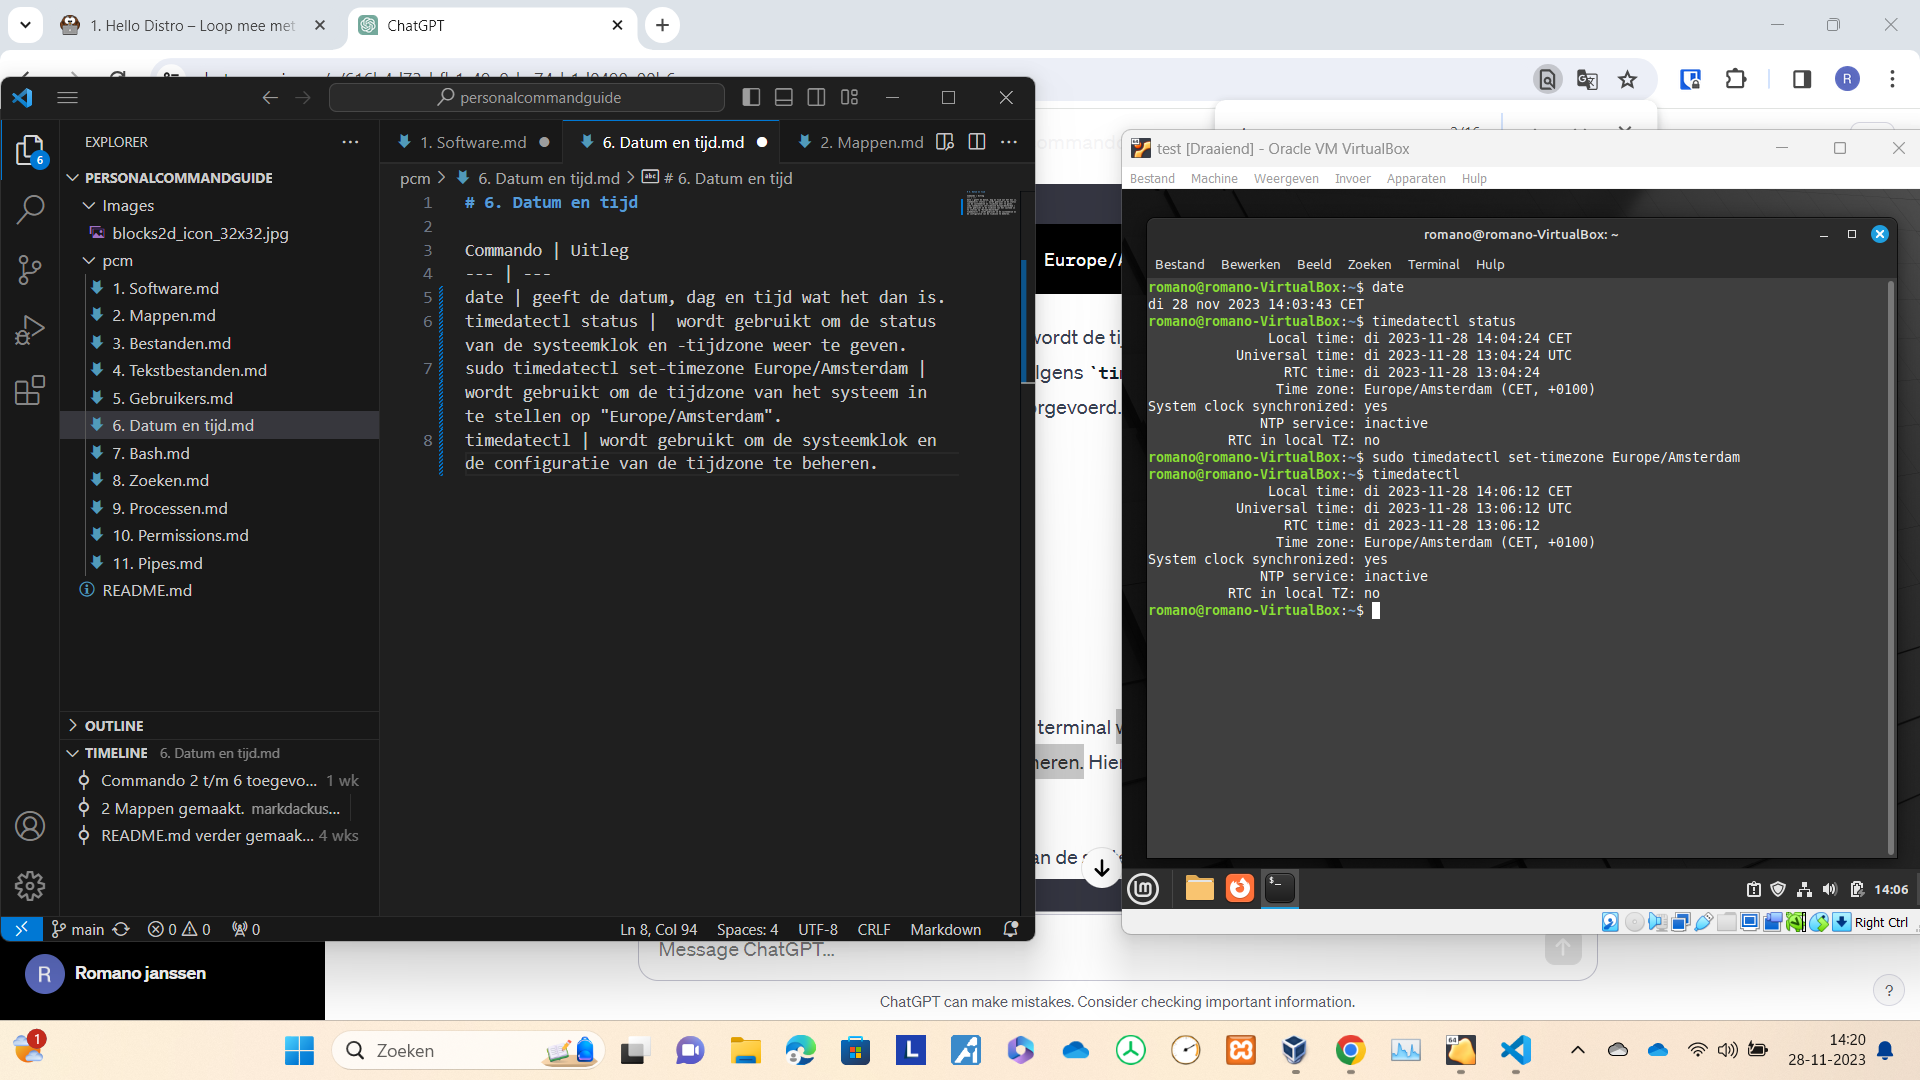 1. Hello Distro – Loop mee met
ChatGPT
personalcommandguide
EXPLORER
1. Software.md
6. Datum en tijd.md
2. Mappen.md
6
PERSONALCOMMANDGUIDE
pcm
6. Datum en tijd.md
# 6. Datum en tijd
Images
blocks2d_icon_32x32.jpg
pcm
1. Software.md
2. Mappen.md
3. Bestanden.md
4. Tekstbestanden.md
5. Gebruikers.md
6. Datum en tijd.md
7. Bash.md
8. Zoeken.md
9. Processen.md
10. Permissions.md
11. Pipes.md
README.md
OUTLINE
TIMELINE 6. Datum en tijd.md
Commando 2 t/m 6 toegevo... 1 wk
2 Mappen gemaakt. markdackus...
README.md verder gemaak... 4 wks
1 # 6. Datum en tijd
2
3 Commando | Uitleg
4 --- | ---
5 date | geeft de datum, dag en tijd wat het dan is.
6 timedatectl status |  wordt gebruikt om de status
van de systeemklok en -tijdzone weer te geven.
7 sudo timedatectl set-timezone Europe/Amsterdam |
wordt gebruikt om de tijdzone van het systeem in
te stellen op "Europe/Amsterdam".
8 timedatectl | wordt gebruikt om de systeemklok en
de configuratie van de tijdzone te beheren.
main
0 0
0
Ln 8, Col 94
Spaces: 4
UTF-8
CRLF
Markdown
Europe/
wordt de ti
lgens `ti
rgevoerd.
terminal
eren. Hier
an de
test [Draaiend] - Oracle VM VirtualBox
Bestand Machine Weergeven Invoer Apparaten Hulp
romano@romano-VirtualBox: ~
Bestand Bewerken Beeld Zoeken Terminal Hulp
romano@romano-VirtualBox:~$ date
di 28 nov 2023 14:03:43 CET
romano@romano-VirtualBox:~$ timedatectl status
Local time: di 2023-11-28 14:04:24 CET
Universal time: di 2023-11-28 13:04:24 UTC
RTC time: di 2023-11-28 13:04:24
Time zone: Europe/Amsterdam (CET, +0100)
System clock synchronized: yes
NTP service: inactive
RTC in local TZ: no
romano@romano-VirtualBox:~$ sudo timedatectl set-timezone Europe/Amsterdam
romano@romano-VirtualBox:~$ timedatectl
Local time: di 2023-11-28 14:06:12 CET
Universal time: di 2023-11-28 13:06:12 UTC
RTC time: di 2023-11-28 13:06:12
Time zone: Europe/Amsterdam (CET, +0100)
System clock synchronized: yes
NTP service: inactive
RTC in local TZ: no
romano@romano-VirtualBox:~$
14:06
Right Ctrl
R
R Romano janssen
Message ChatGPT...
ChatGPT can make mistakes. Consider checking important information.
?
1
Zoeken
L
64
14:20
28-11-2023